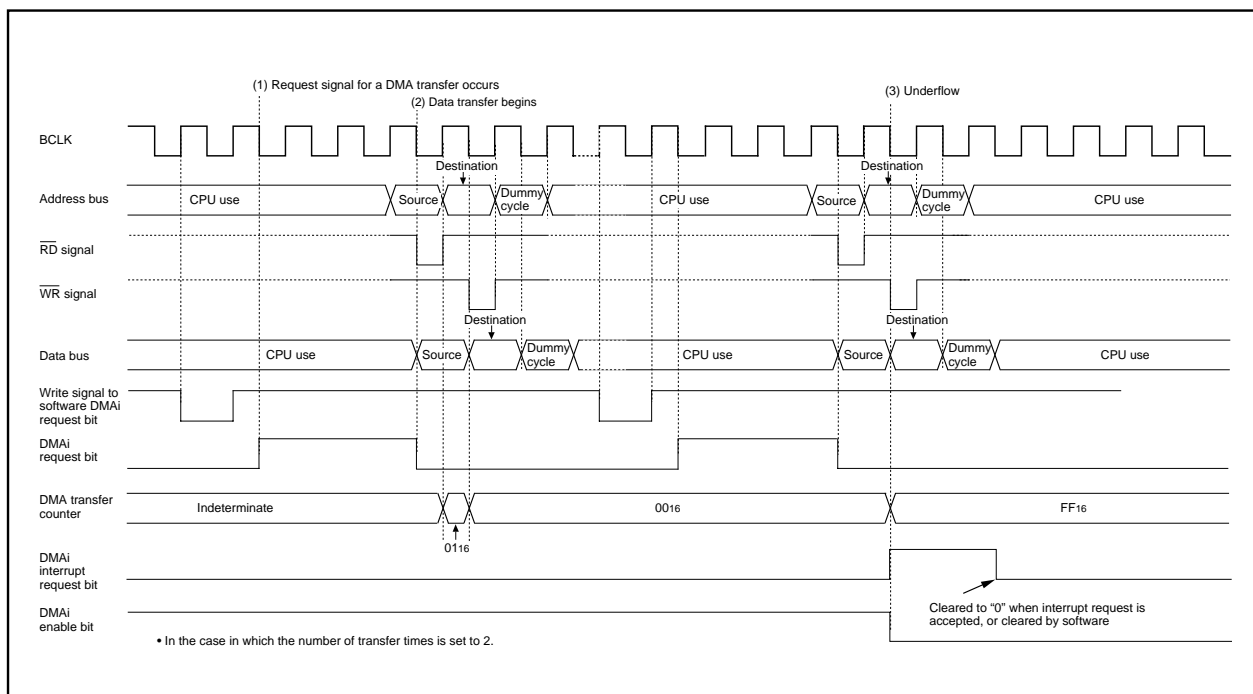 (1) Request signal for a DMA transfer occurs
(2) Data transfer begins
(3) Underflow
BCLK
Destination
Destination
Address bus
CPU use
Source
Dummy
cycle
CPU use
Source
Dummy
cycle
CPU use
RD signal
WR signal
Destination
Destination
Data bus
CPU use
Source
Dummy
cycle
CPU use
Source
Dummy
cycle
CPU use
Write signal to
software DMAi
request bit
DMAi
request bit
DMA transfer
counter
Indeterminate
0016
FF16
0116
DMAi
interrupt
request bit
Cleared to “0” when interrupt request is
accepted, or cleared by software
DMAi
enable bit
• In the case in which the number of transfer times is set to 2.